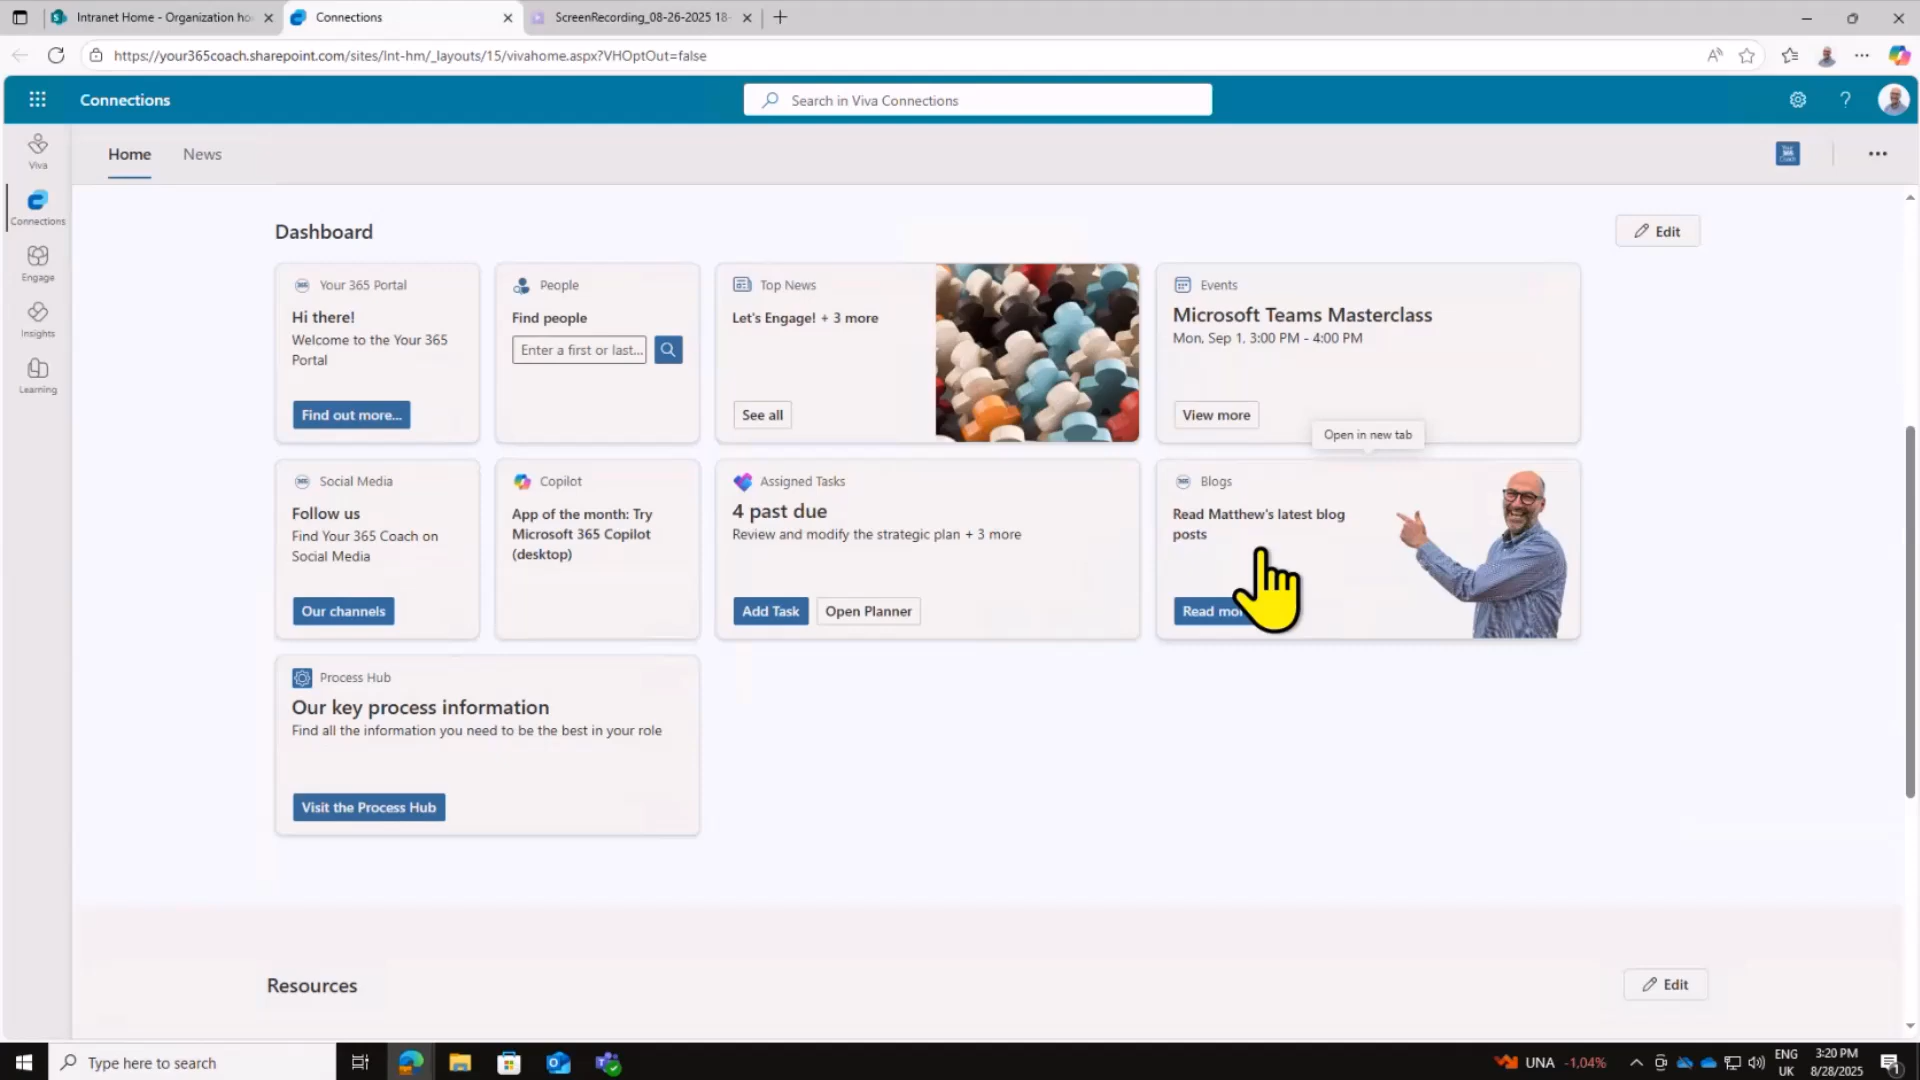 Intranet Home - Organization ho
Connections
ScreenRecording_08-26-2025 18-
https://your365coach.sharepoint.com/sites/Int-hm/_layouts/15/vivahome.aspx?VHOptOut=false
Connections
Search in Viva Connections
Viva
Connections
Engage
Insights
Learning
Home
News
Dashboard
Edit
Your 365 Portal
Hi there!
Welcome to the Your 365
Portal
Find out more...
People
Find people
Enter a first or last...
Top News
Let's Engage! + 3 more
See all
Events
Microsoft Teams Masterclass
Mon, Sep 1, 3:00 PM - 4:00 PM
View more
Open in new tab
Social Media
Follow us
Find Your 365 Coach on
Social Media
Our channels
Copilot
App of the month: Try
Microsoft 365 Copilot
(desktop)
Assigned Tasks
4 past due
Review and modify the strategic plan + 3 more
Add Task
Open Planner
Blogs
Read Matthew's latest blog
posts
Read mo
Process Hub
Our key process information
Find all the information you need to be the best in your role
Visit the Process Hub
Resources
Edit
Type here to search
UNA -1,04%
ENG
UK
3:20 PM
8/28/2025
1